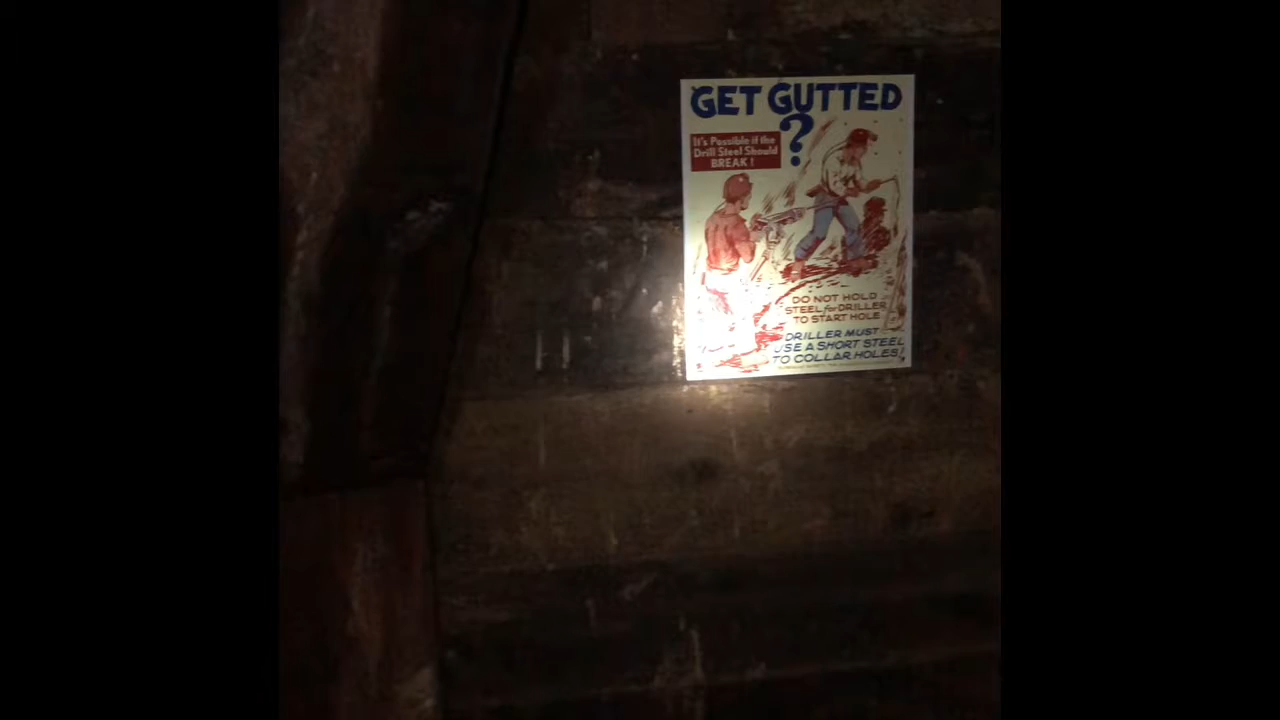 GET GUTTED
?
It's Possible if the
Drill Steel Should
BREAK!
DO NOT HOLD
STEEL for DRILLER
TO START HOLE
DRILLER MUST
USE A SHORT STEEL
TO COLLAR HOLES!